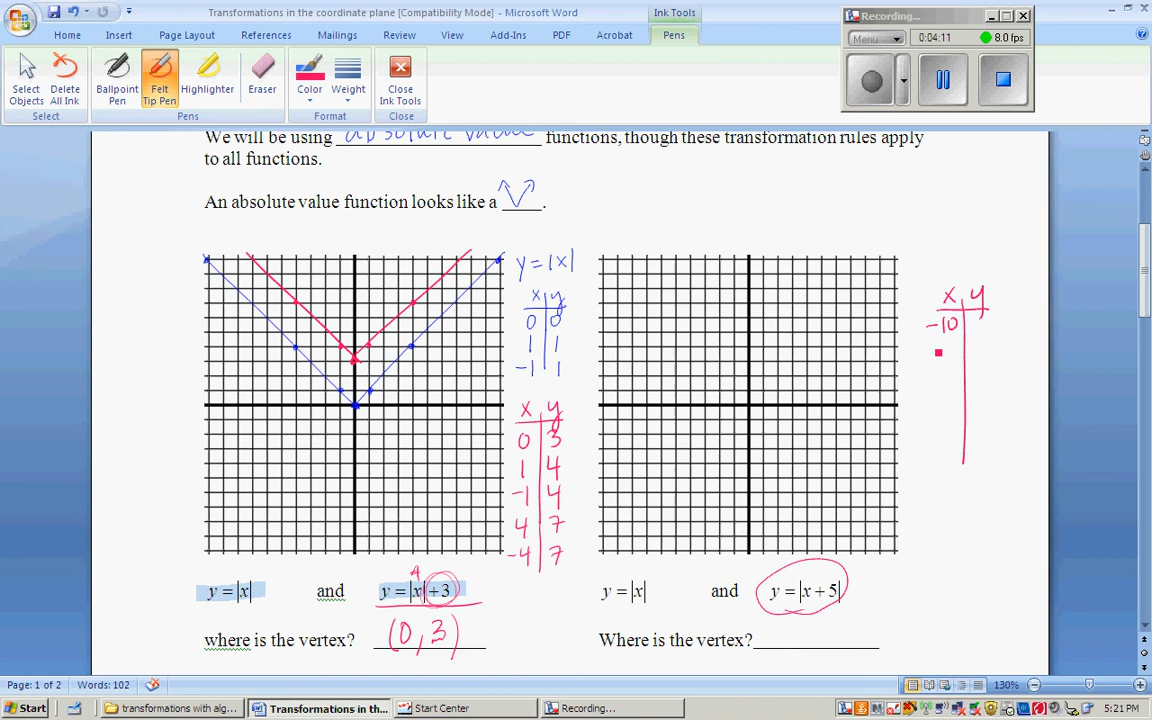 Transformations in the coordinate plane [Compatibility Mode] - Microsoft Word
Ink Tools
Home Insert Page Layout References Mailings Review View Add-Ins PDF Acrobat Pens
Recording...
Menu 0:04:11 8.0 fps
Select Objects
Delete All Ink
Ballpoint Pen
Felt Tip Pen
Highlighter
Eraser
Color
Weight
Close Ink Tools
Select Pens Format Close
We will be using absolute value functions, though these transformation rules apply
to all functions.
An absolute value function looks like a V.
y = |x|
x y
0 0
1 1
-1 1
x y
0 3
1 4
-1 4
4 7
-4 7
x y
-10
y = |x| and y = |x| + 3
4
y = |x| and y = |x + 5|
where is the vertex? (0, 3)
Where is the vertex?
Page: 1 of 2 Words: 102 130%
Start transformations with alg... Transformations in th... Start Center Recording... 5:21 PM